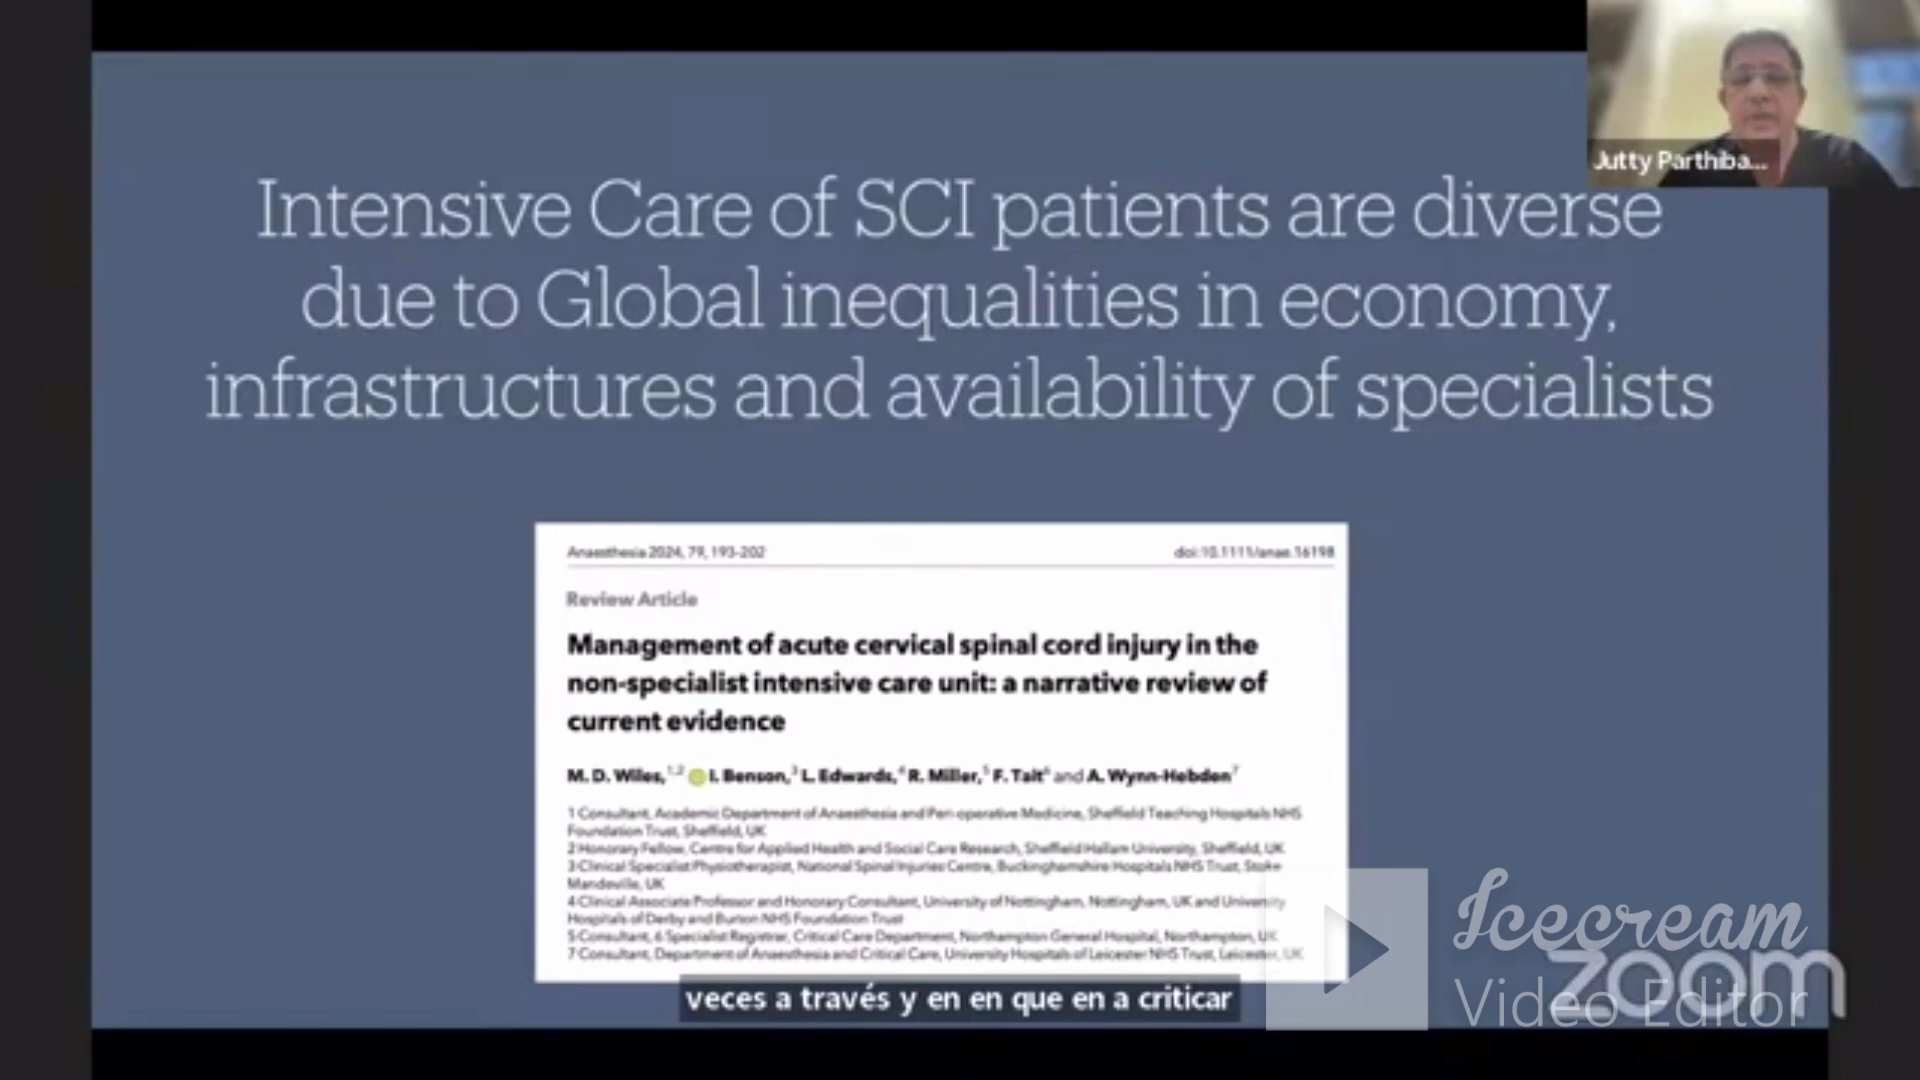 Jutty Parthiba...
Intensive Care of SCI patients are diverse
due to Global inequalities in economy,
infrastructures and availability of specialists
Anaesthesia 2024, 79, 193-202
doi:10.1111/anae.16198
Review Article
Management of acute cervical spinal cord injury in the
non-specialist intensive care unit: a narrative review of
current evidence
M. D. Wiles,1,2 I. Benson,3 L. Edwards,4 R. Miller,5 F. Tait6 and A. Wynn-Hebden7
1 Consultant, Academic Department of Anaesthesia and Peri-operative Medicine, Sheffield Teaching Hospitals NHS
Foundation Trust, Sheffield, UK
2 Honorary Fellow, Centre for Applied Health and Social Care Research, Sheffield Hallam University, Sheffield, UK
3 Clinical Specialist Physiotherapist, National Spinal Injuries Centre, Buckinghamshire Hospitals NHS Trust, Stoke
Mandeville, UK
4 Clinical Associate Professor and Honorary Consultant, University of Nottingham, Nottingham, UK and University
Hospitals of Derby and Burton NHS Foundation Trust
5 Consultant, 6 Specialist Registrar, Critical Care Department, Northampton General Hospital, Northampton, UK
7 Consultant, Department of Anaesthesia and Critical Care, University Hospitals of Leicester NHS Trust, Leicester, UK
veces a través y en en que en a criticar
Icecream
Video Editor
zoom